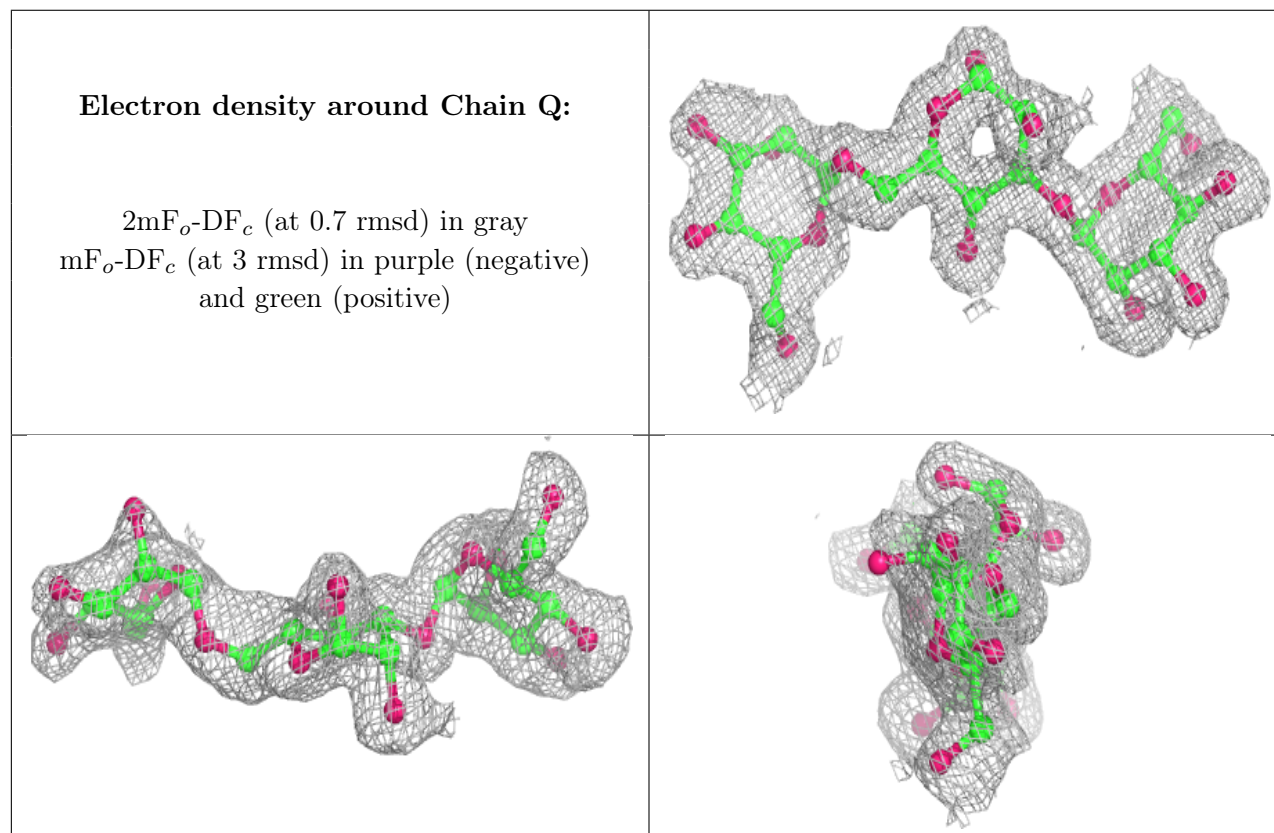 Electron density around Chain Q:
2mFₒ-DF𝒸 (at 0.7 rmsd) in gray
mFₒ-DF𝒸 (at 3 rmsd) in purple (negative)
and green (positive)